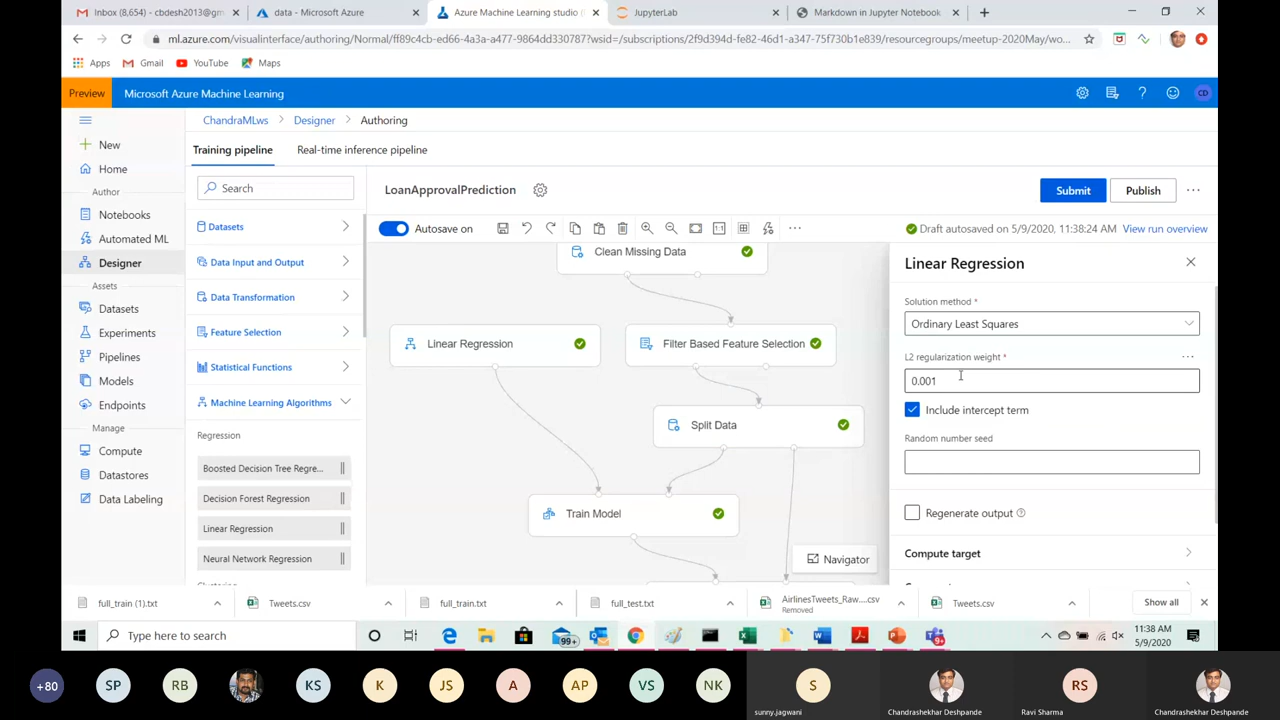 Inbox (8,654) - cbdesh2013@gm
data - Microsoft Azure
Azure Machine Learning studio (
JupyterLab
Markdown in Jupyter Notebook
ml.azure.com/visualinterface/authoring/Normal/ff89c4cb-ed66-4a3a-a477-9864dd330787?wsid=/subscriptions/2f9d394d-fe82-46d1-a347-75f730b1e839/resourcegroups/meetup-2020May/wo...
Apps
Gmail
YouTube
Maps
Preview
Microsoft Azure Machine Learning
CD
ChandraMLws > Designer > Authoring
New
Home
Author
Notebooks
Automated ML
Designer
Assets
Datasets
Experiments
Pipelines
Models
Endpoints
Manage
Compute
Datastores
Data Labeling
Training pipeline
Real-time inference pipeline
Search
Datasets
Data Input and Output
Data Transformation
Feature Selection
Statistical Functions
Machine Learning Algorithms
Regression
Boosted Decision Tree Regre...
Decision Forest Regression
Linear Regression
Neural Network Regression
LoanApprovalPrediction
Submit
Publish
Autosave on
Draft autosaved on 5/9/2020, 11:38:24 AM
View run overview
Clean Missing Data
Linear Regression
Filter Based Feature Selection
Split Data
Train Model
Navigator
Linear Regression
Solution method *
Ordinary Least Squares
L2 regularization weight *
0.001
Include intercept term
Random number seed
Regenerate output
Compute target
full_train (1).txt
Tweets.csv
full_train.txt
full_test.txt
AirlinesTweets_Raw....csv
Removed
Tweets.csv
Show all
Type here to search
99+
9+
11:38 AM
5/9/2020
+80
SP
RB
KS
K
JS
A
AP
VS
NK
S
sunny.jagwani
Chandrashekhar Deshpande
RS
Ravi Sharma
Chandrashekhar Deshpande